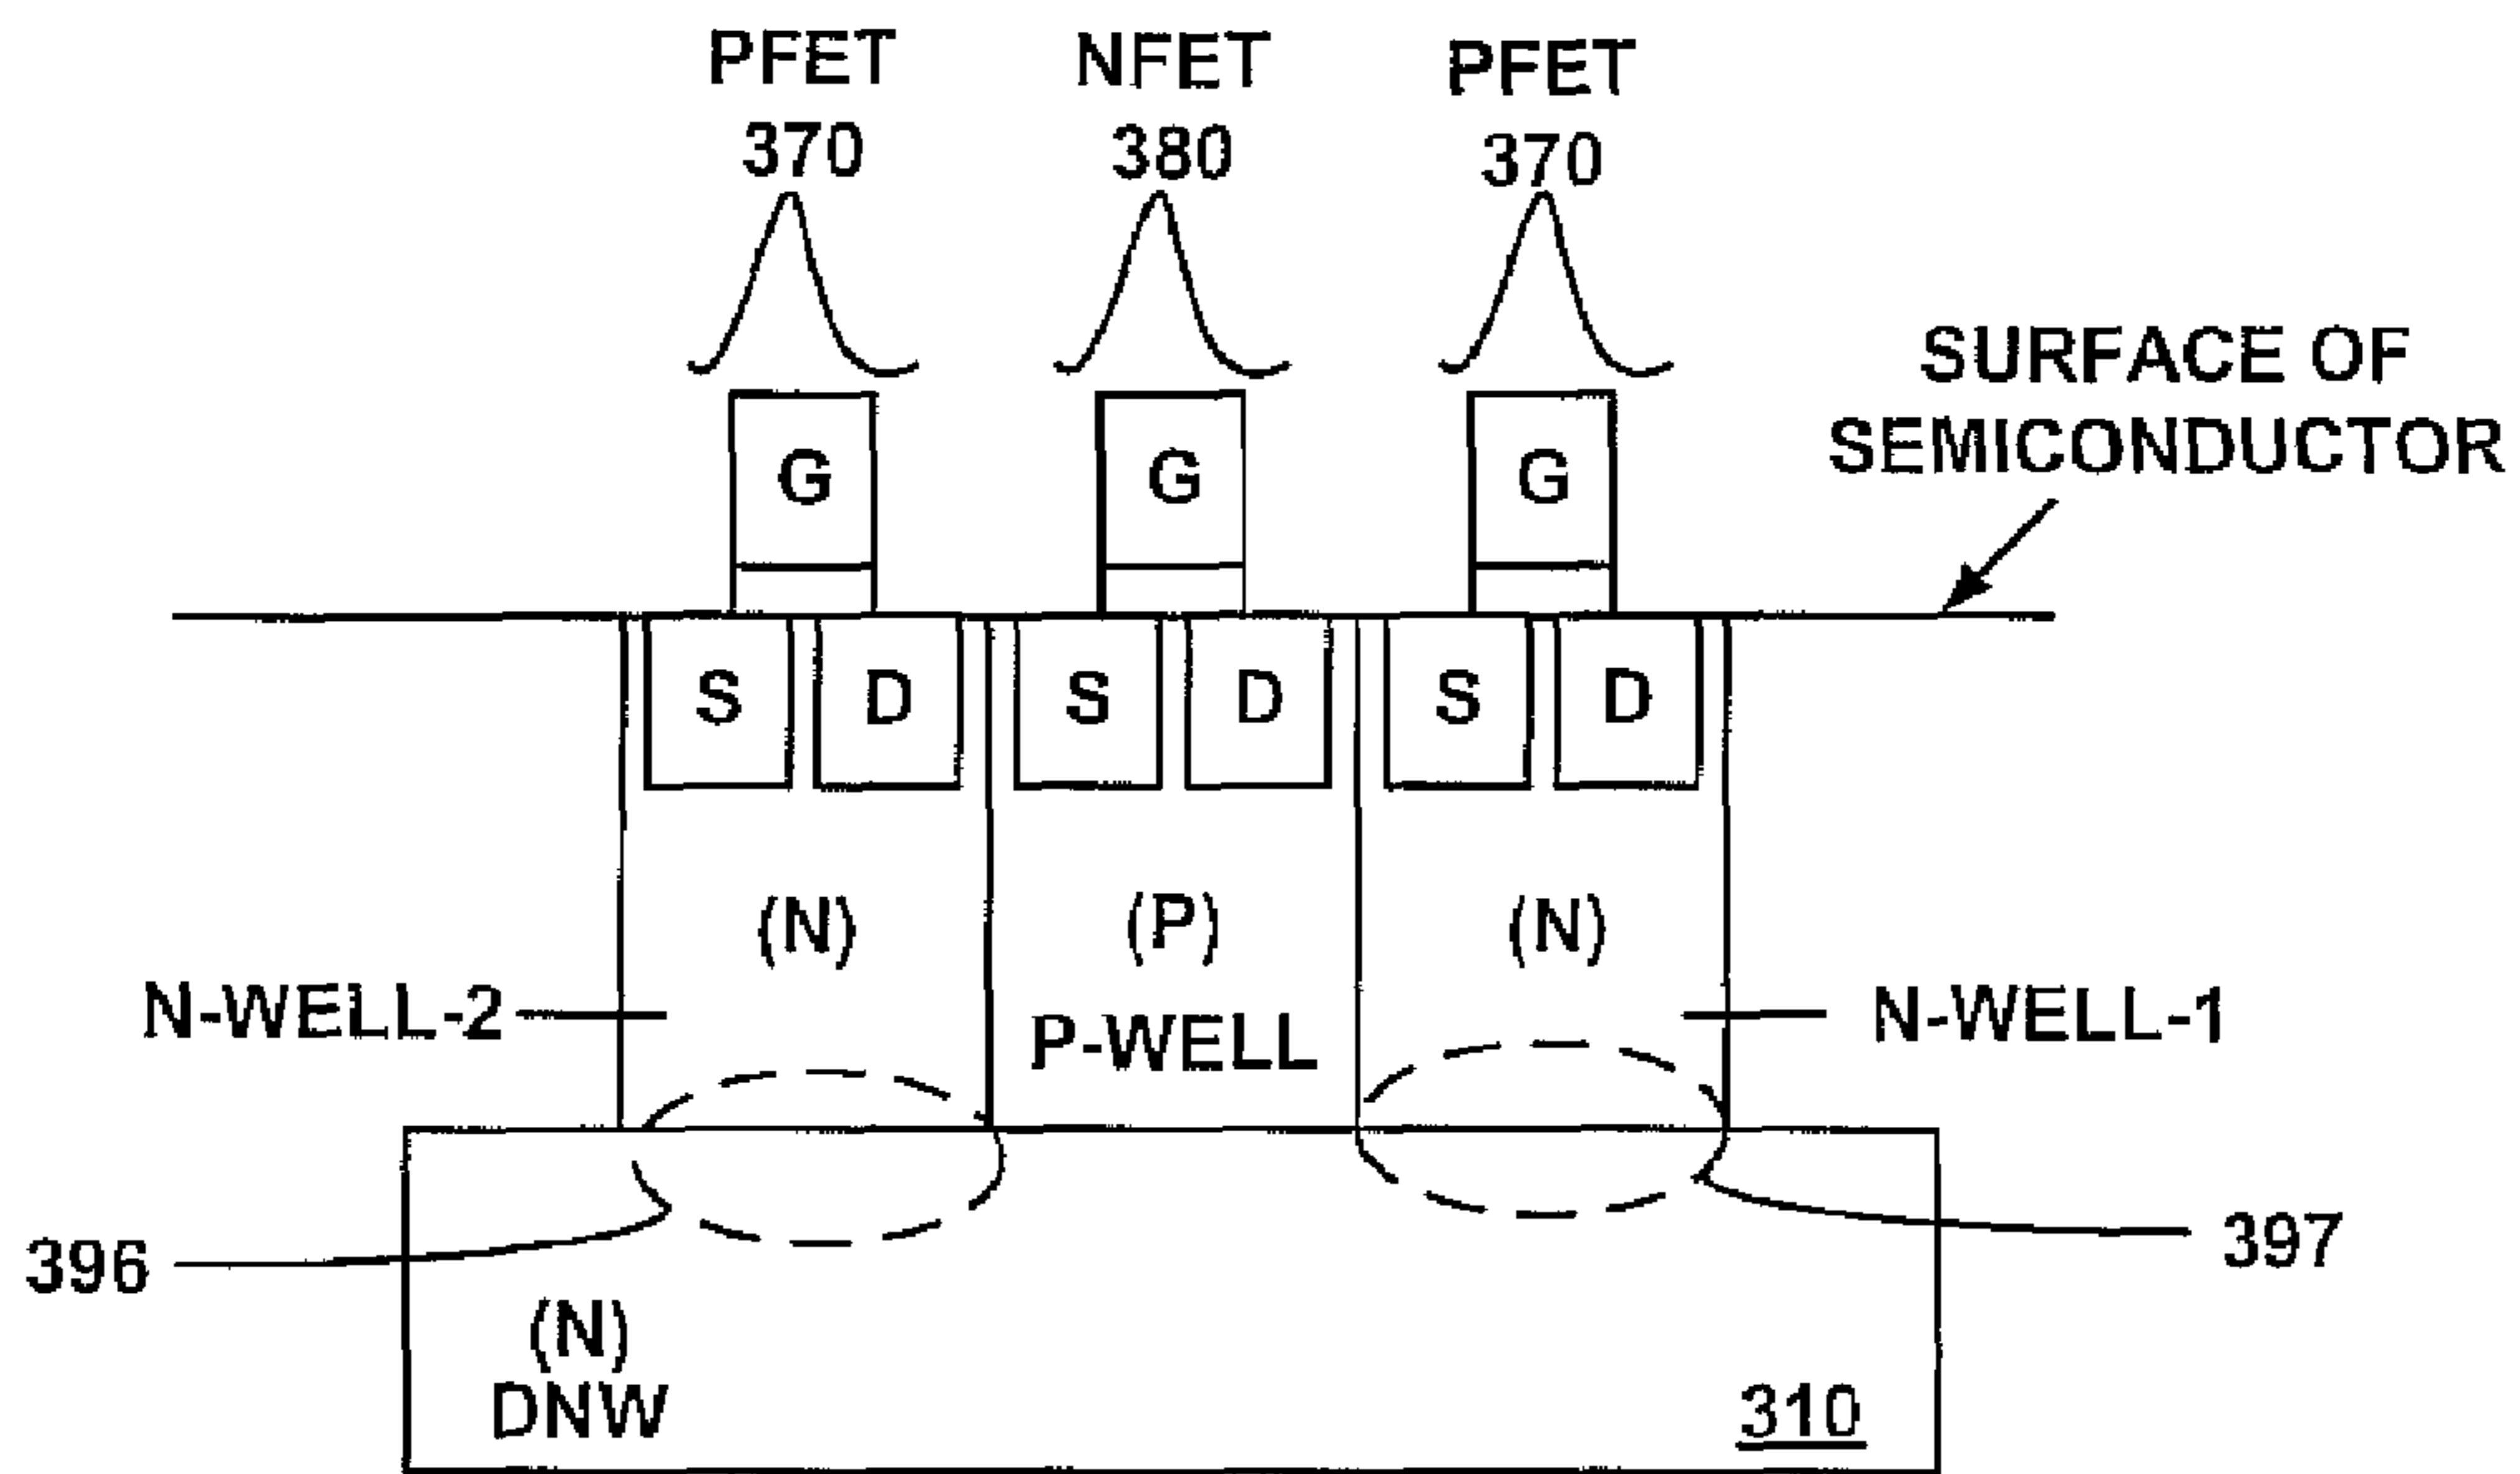 PFET
370
NFET
380
PFET
370
SURFACE OF
SEMICONDUCTOR
G
G
G
S
D
S
D
S
D
(N)
(P)
(N)
N-WELL-2
P-WELL
N-WELL-1
396
397
(N)
DNW
310